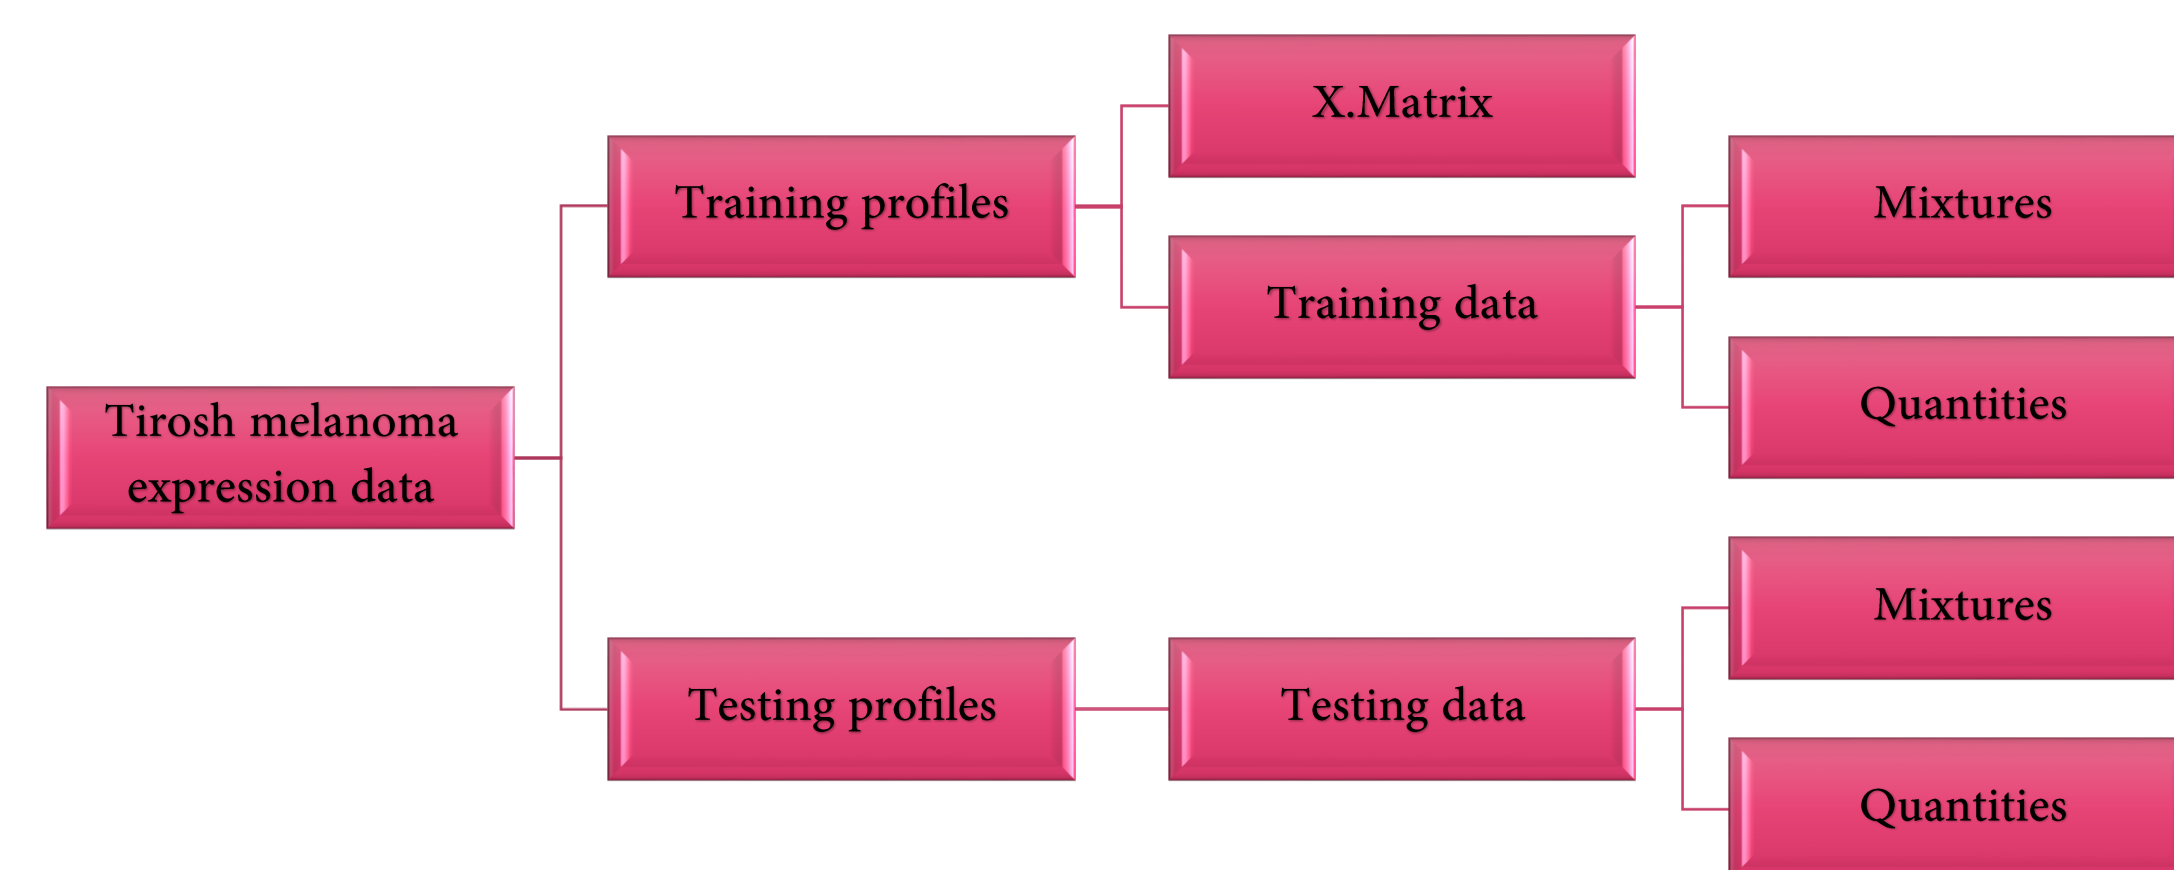 X.Matrix
Training profiles
Mixtures
Training data
Quantities
Tirosh melanoma
expression data
Mixtures
Testing profiles
Testing data
Quantities